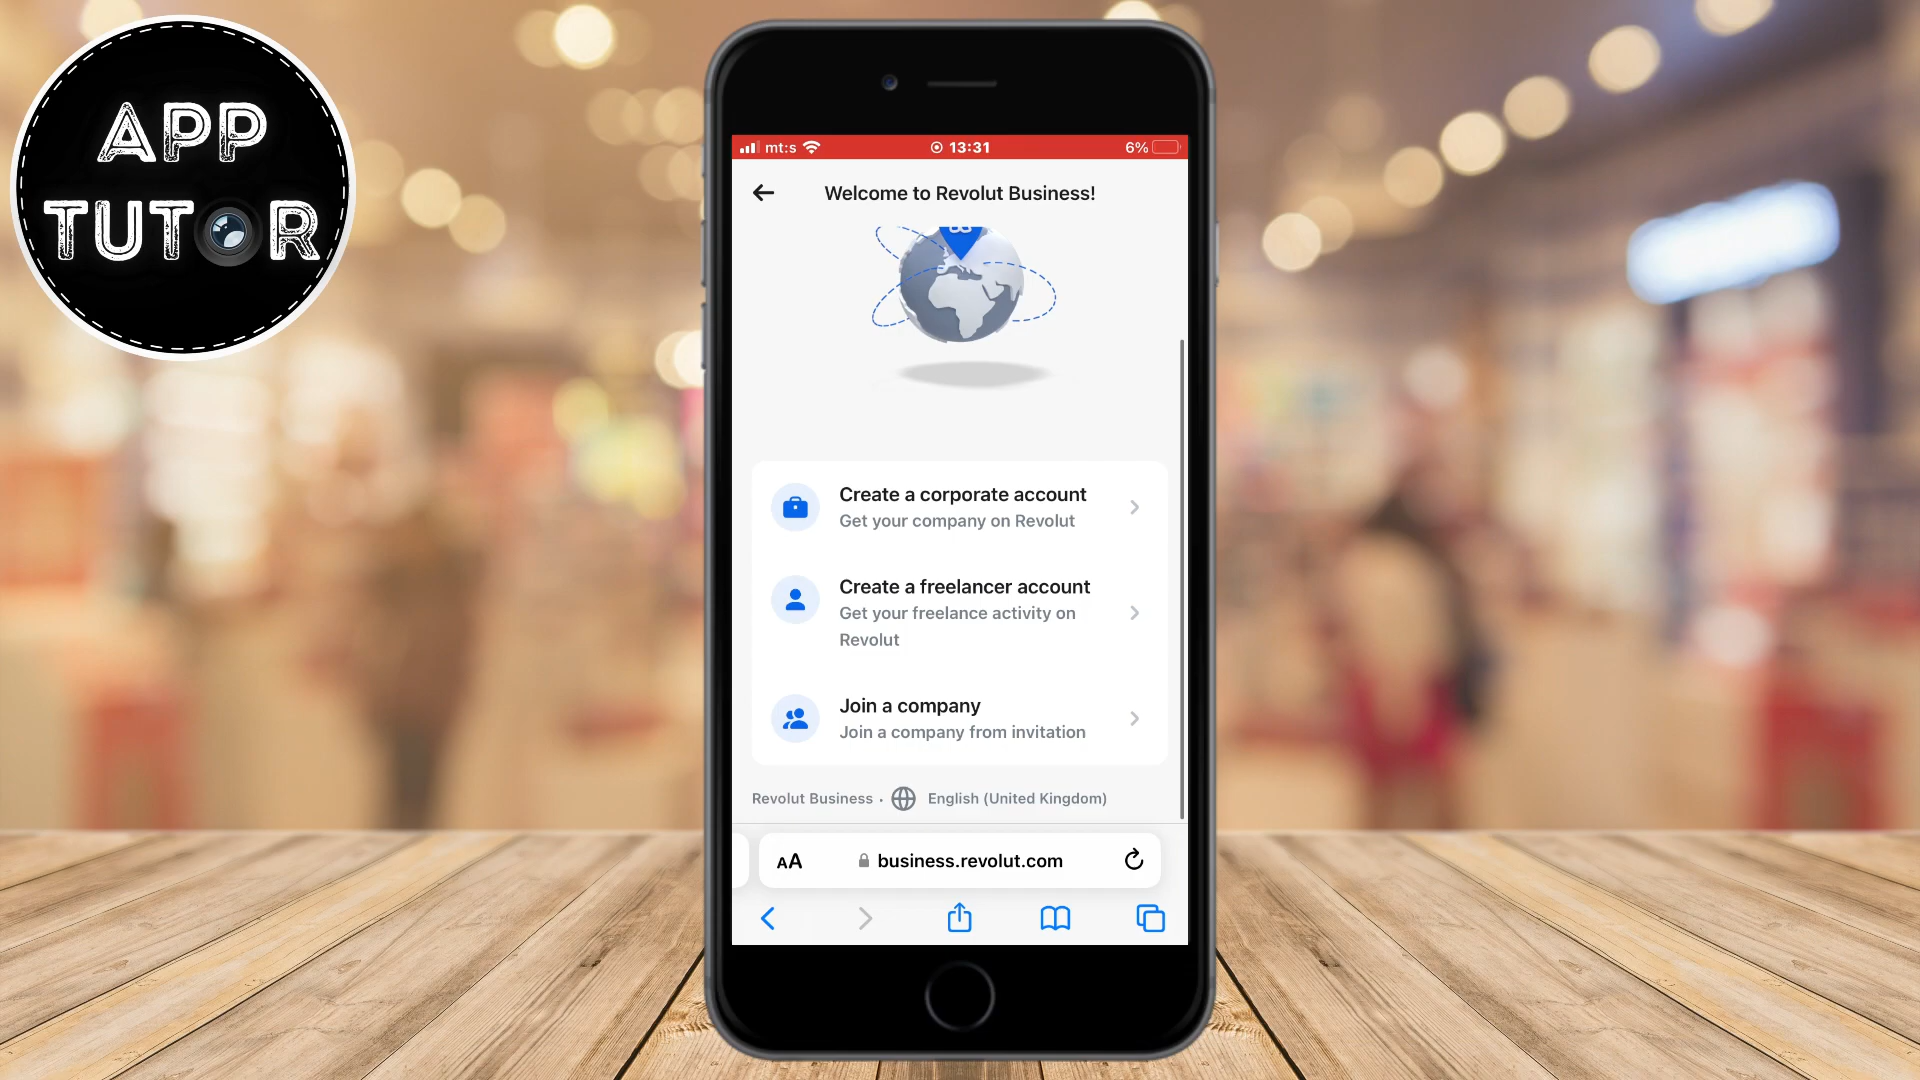 APP
TUTOR
mt:s
13:31
6%
Welcome to Revolut Business!
Create a corporate account
Get your company on Revolut
Create a freelancer account
Get your freelance activity on
Revolut
Join a company
Join a company from invitation
Revolut Business · English (United Kingdom)
AA
business.revolut.com